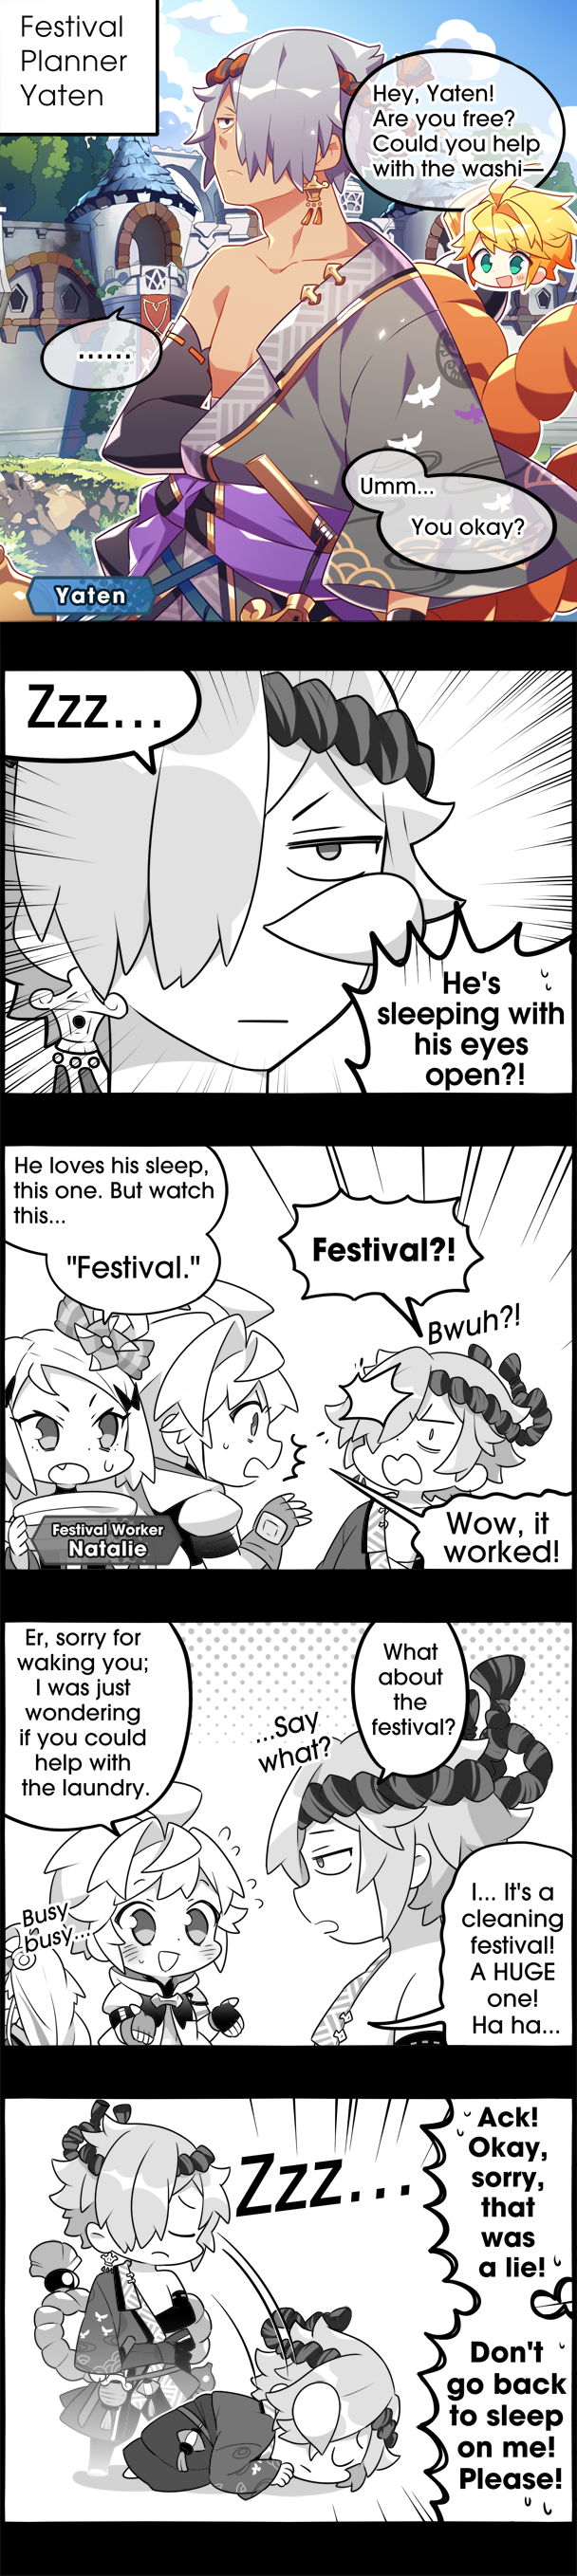 Festival
Planner
Yaten
Hey, Yaten!
Are you free?
Could you help
with the washi—
......
Umm...
You okay?
Yaten
Zzz...
He's
sleeping with
his eyes
open?!
He loves his sleep,
this one. But watch
this...
"Festival."
Festival?!
Bwuh?!
Festival Worker
Natalie
Wow, it
worked!
Er, sorry for
waking you;
I was just
wondering
if you could
help with
the laundry.
What
about
the
festival?
...Say
what?
Busy
busy...
I... It's a
cleaning
festival!
A HUGE
one!
Ha ha...
Zzz...
Ack!
Okay,
sorry,
that
was
a lie!
Don't
go back
to sleep
on me!
Please!